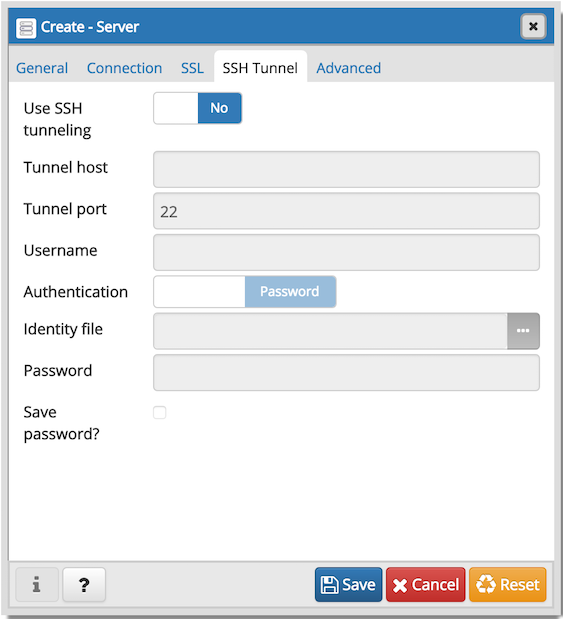 Create - Server
General Connection SSL SSH Tunnel Advanced
Use SSH
tunneling
No
Tunnel host
Tunnel port
22
Username
Authentication
Password
Identity file
Password
Save
password?
i ? Save Cancel Reset